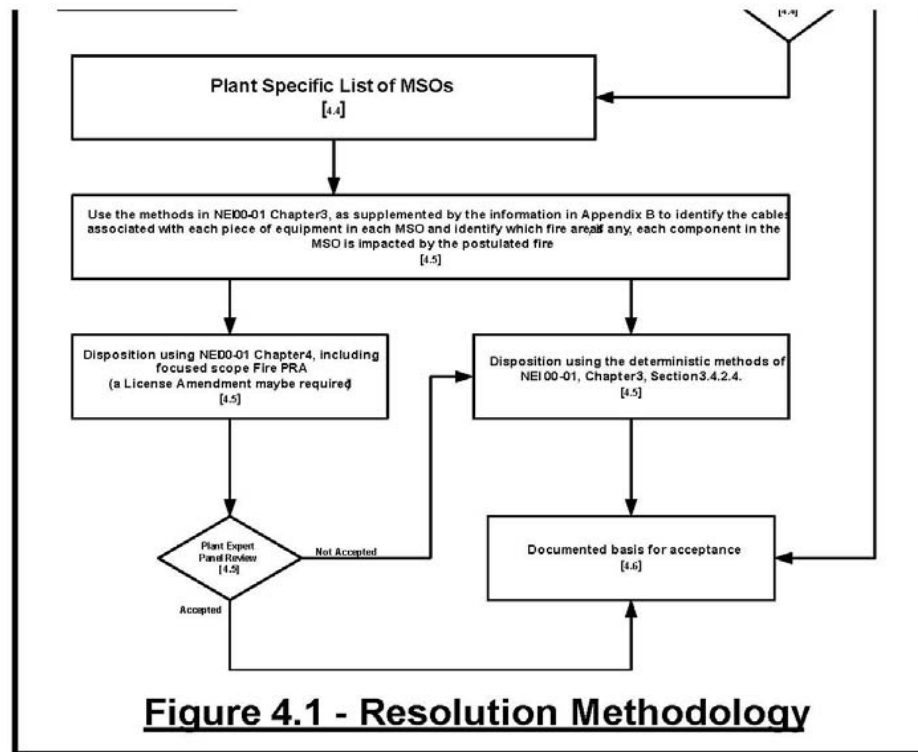 [4.4]
Plant Specific List of MSOs
[4.4]
Use the methods in NEI00-01 Chapter3, as supplemented by the information in Appendix B to identify the cables
associated with each piece of equipment in each MSO and identify which fire areas, if any, each component in the
MSO is impacted by the postulated fire
[4.5]
Disposition using NEI00-01 Chapter4, including
focused scope Fire PRA
(a License Amendment maybe required)
[4.5]
Disposition using the deterministic methods of
NEI 00-01, Chapter3, Section3.4.2.4.
[4.5]
Plant Expert
Panel Review
[4.5]
Not Accepted
Accepted
Documented basis for acceptance
[4.6]
Figure 4.1 - Resolution Methodology